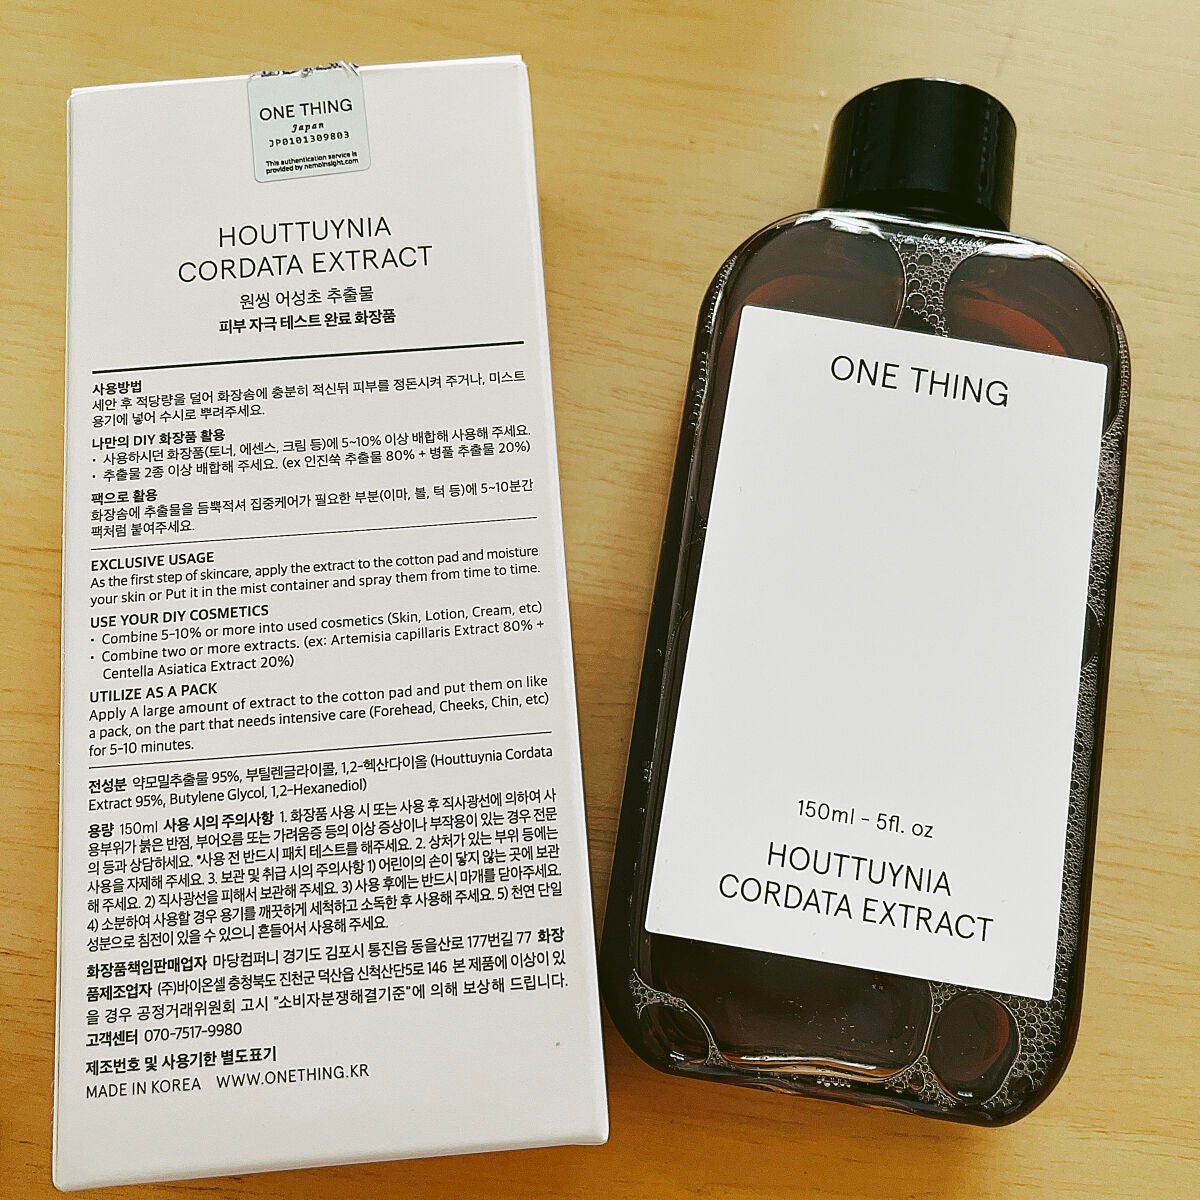 ONE THING
Japan
JP0101309803
This authentication service is
provided by nemoinsight.com
HOUTTUYNIA
CORDATA EXTRACT
원씽 어성초 추출물
피부 자극 테스트 완료 화장품
사용방법
세안 후 적당량을 덜어 화장솜에 충분히 적신뒤 피부를 정돈시켜 주거나, 미스트
용기에 넣어 수시로 뿌려주세요.
나만의 DIY 화장품 활용
• 사용하시던 화장품(토너, 에센스, 크림 등)에 5~10% 이상 배합해 사용해 주세요.
• 추출물 2종 이상 배합해 주세요. (ex 인진쑥 추출물 80% + 병풀 추출물 20%)
팩으로 활용
화장솜에 추출물을 듬뿍적셔 집중케어가 필요한 부분(이마, 볼, 턱 등)에 5~10분간
팩처럼 붙여주세요.
EXCLUSIVE USAGE
As the first step of skincare, apply the extract to the cotton pad and moisture
your skin or Put it in the mist container and spray them from time to time.
USE YOUR DIY COSMETICS
• Combine 5-10% or more into used cosmetics (Skin, Lotion, Cream, etc)
• Combine two or more extracts. (ex: Artemisia capillaris Extract 80% +
Centella Asiatica Extract 20%)
UTILIZE AS A PACK
Apply A large amount of extract to the cotton pad and put them on like
a pack, on the part that needs intensive care (Forehead, Cheeks, Chin, etc)
for 5-10 minutes.
전성분 약모밀추출물 95%, 부틸렌글라이콜, 1,2-헥산다이올 (Houttuynia Cordata
Extract 95%, Butylene Glycol, 1,2-Hexanediol)
용량 150ml 사용 시의 주의사항 1. 화장품 사용 시 또는 사용 후 직사광선에 의하여 사
용부위가 붉은 반점, 부어오름 또는 가려움증 등의 이상 증상이나 부작용이 있는 경우 전문
의 등과 상담하세요. *사용 전 반드시 패치 테스트를 해주세요. 2. 상처가 있는 부위 등에는
사용을 자제해 주세요. 3. 보관 및 취급 시의 주의사항 1) 어린이의 손이 닿지 않는 곳에 보관
해 주세요. 2) 직사광선을 피해서 보관해 주세요. 3) 사용 후에는 반드시 마개를 닫아주세요.
4) 소분하여 사용할 경우 용기를 깨끗하게 세척하고 소독한 후 사용해 주세요. 5) 천연 단일
성분으로 침전이 있을 수 있으니 흔들어서 사용해 주세요.
화장품책임판매업자 마당컴퍼니 경기도 김포시 통진읍 동을산로 177번길 77 화장
품제조업자 (주)바이온셀 충청북도 진천군 덕산읍 신척산단5로 146 본 제품에 이상이 있
을 경우 공정거래위원회 고시 "소비자분쟁해결기준"에 의해 보상해 드립니다.
고객센터 070-7517-9980
제조번호 및 사용기한 별도표기
MADE IN KOREA WWW.ONETHING.KR
ONE THING
150ml - 5fl. oz
HOUTTUYNIA
CORDATA EXTRACT